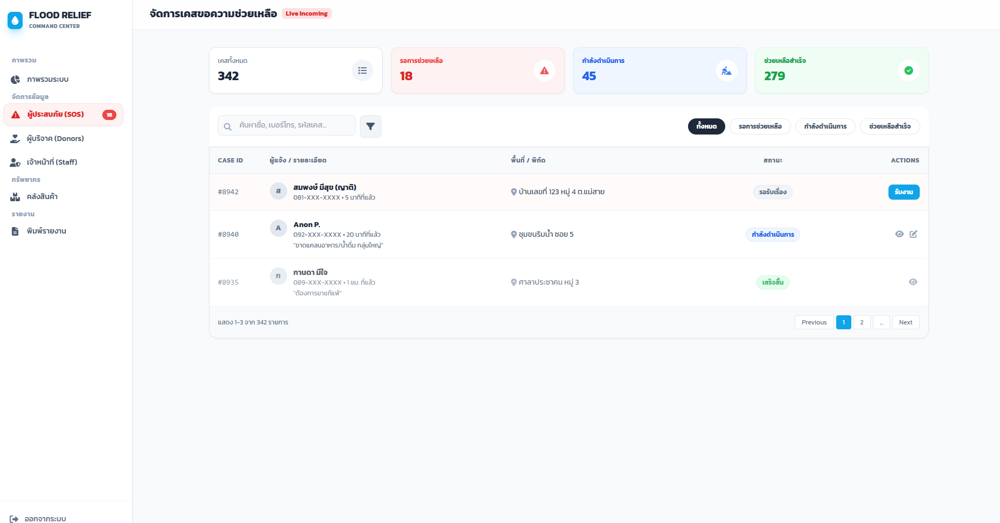 FLOOD RELIEF
COMMAND CENTER
ภาพรวม
ภาพรวมระบบ
จัดการข้อมูล
ผู้ประสบภัย (SOS) 18
ผู้บริจาค (Donors)
เจ้าหน้าที่ (Staff)
ทรัพยากร
คลังสินค้า
รายงาน
พิมพ์รายงาน
ออกจากระบบ
จัดการเคสขอความช่วยเหลือ Live Incoming
เคสทั้งหมด
342
รอการช่วยเหลือ
18
กำลังดำเนินการ
45
ช่วยเหลือสำเร็จ
279
ค้นหาชื่อ, เบอร์โทร, รหัสเคส...
ทั้งหมด รอการช่วยเหลือ กำลังดำเนินการ ช่วยเหลือสำเร็จ
CASE ID ผู้แจ้ง / รายละเอียด พื้นที่ / พิกัด สถานะ ACTIONS
#8942 ส สมพงษ์ มีสุข (ญาติ) บ้านเลขที่ 123 หมู่ 4 ต.แม่สาย รอรับเรื่อง รับงาน
081-XXX-XXXX • 5 นาทีที่แล้ว
#8940 A Anon P. ชุมชนริมน้ำ ซอย 5 กำลังดำเนินการ
092-XXX-XXXX • 20 นาทีที่แล้ว
"ขาดแคลนอาหาร/น้ำดื่ม กลุ่มใหญ่"
#8935 ก กานดา มีใจ ศาลาประชาคม หมู่ 3 เสร็จสิ้น
089-XXX-XXXX • 1 ชม. ที่แล้ว
"ต้องการยาแก้แพ้"
แสดง 1-3 จาก 342 รายการ Previous 1 2 ... Next